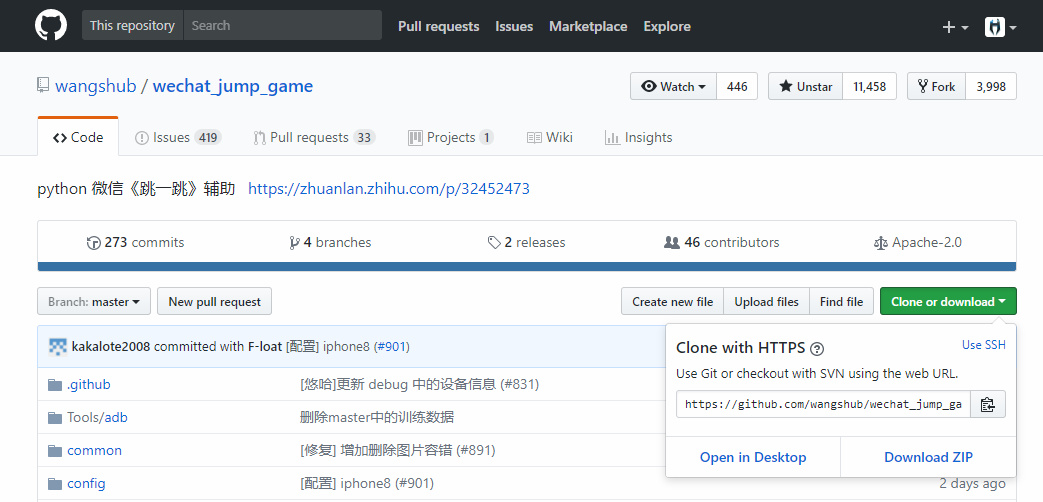 This repository Search Pull requests Issues Marketplace Explore
wangshub / wechat_jump_game Watch 446 Unstar 11,458 Fork 3,998
Code Issues 419 Pull requests 33 Projects 1 Wiki Insights
python 微信《跳一跳》辅助 https://zhuanlan.zhihu.com/p/32452473
273 commits 4 branches 2 releases 46 contributors Apache-2.0
Branch: master New pull request Create new file Upload files Find file Clone or download
kakalote2008 committed with F-loat [配置] iphone8 (#901)
Clone with HTTPS Use SSH
Use Git or checkout with SVN using the web URL.
https://github.com/wangshub/wechat_jump_ga
Open in Desktop Download ZIP
.github [悠哈]更新 debug 中的设备信息 (#831)
Tools/adb 删除master中的训练数据
common [修复] 增加删除图片容错 (#891)
config [配置] iphone8 (#901) 2 days ago